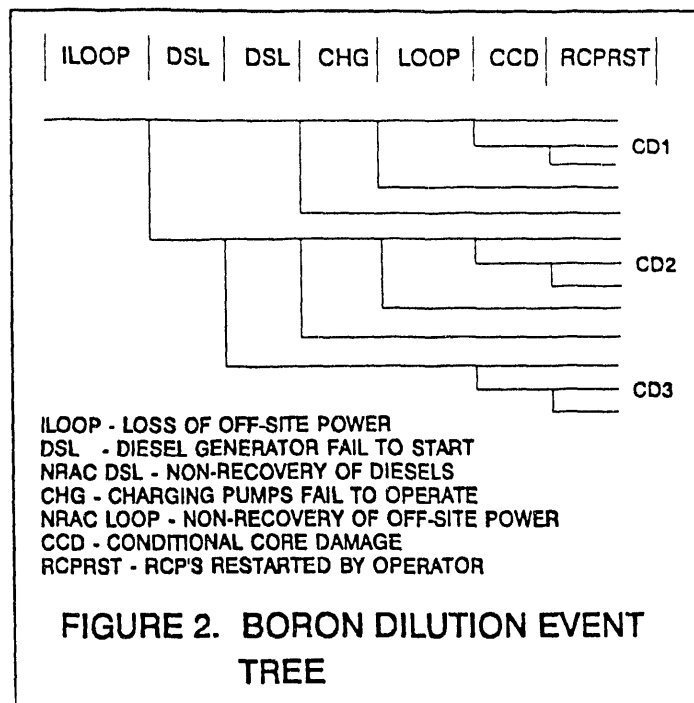 ILOOP DSL DSL CHG LOOP CCD RCPRST
CD1
CD2
CD3
ILOOP - LOSS OF OFF-SITE POWER
DSL - DIESEL GENERATOR FAIL TO START
NRAC DSL - NON-RECOVERY OF DIESELS
CHG - CHARGING PUMPS FAIL TO OPERATE
NRAC LOOP - NON-RECOVERY OF OFF-SITE POWER
CCD - CONDITIONAL CORE DAMAGE
RCPRST - RCP'S RESTARTED BY OPERATOR
FIGURE 2. BORON DILUTION EVENT
TREE